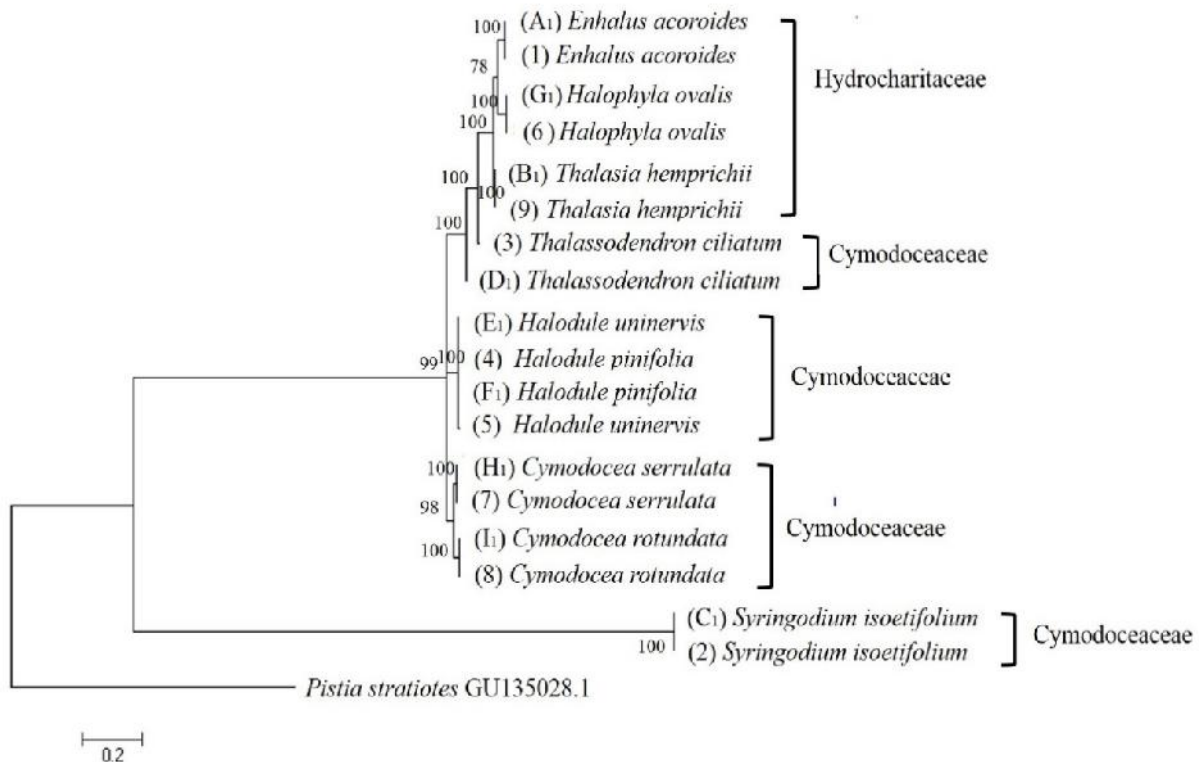 100
(A1) Enhalus acoroides
(1) Enhalus acoroides
78
Hydrocharitaceae
100
(G1) Halophyla ovalis
100
(6) Halophyla ovalis
100
(B1) Thalasia hemprichii
100
(9) Thalasia hemprichii
100
(3) Thalassodendron ciliatum
Cymodoceaceae
(D1) Thalassodendron ciliatum
(E1) Halodule uninervis
99
100
(4) Halodule pinifolia
Cymodoceaceae
(F1) Halodule pinifolia
(5) Halodule uninervis
100
(H1) Cymodocea serrulata
(7) Cymodocea serrulata
98
Cymodoceaceae
(I1) Cymodocea rotundata
100
(8) Cymodocea rotundata
(C1) Syringodium isoetifolium
Cymodoceaceae
100
(2) Syringodium isoetifolium
Pistia stratiotes GU135028.1
0.2